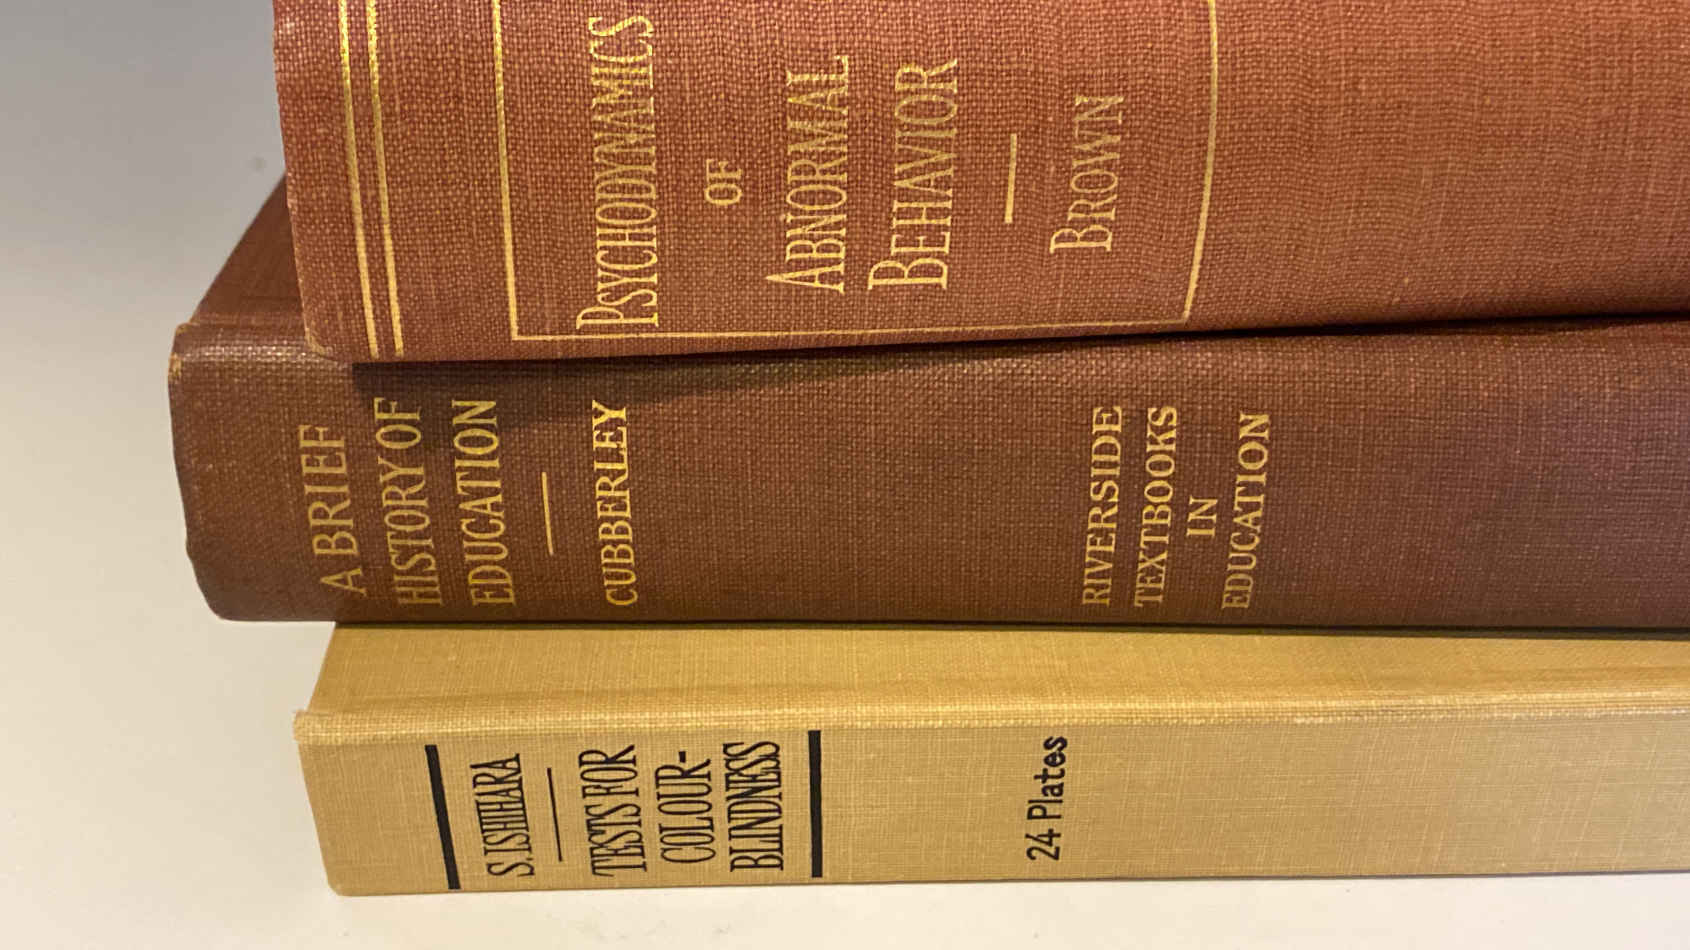 PSYCHODYNAMICS
OF
ABNORMAL
BEHAVIOR
BROWN
A BRIEF
HISTORY OF
EDUCATION
CUBBERLEY
RIVERSIDE
TEXTBOOKS
IN
EDUCATION
S. ISHIHARA
TESTS FOR
COLOUR-
BLINDNESS
24 Plates